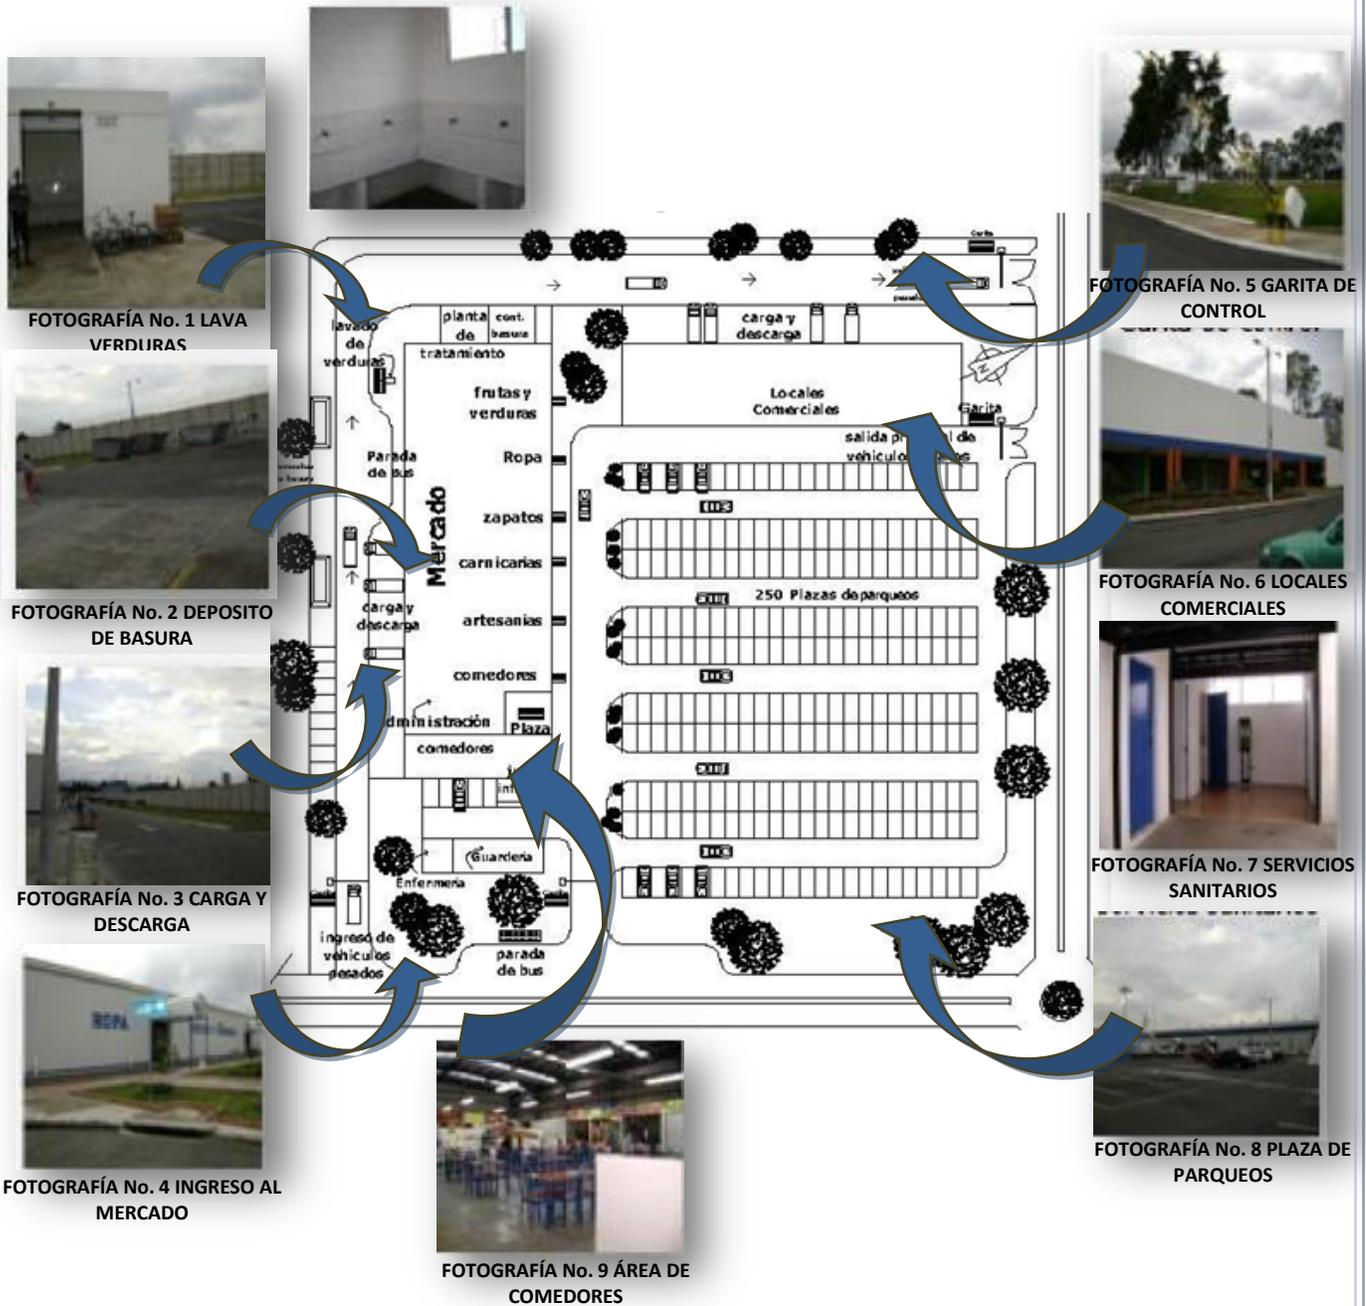 FOTOGRAFÍA No. 1 LAVA
VERDURAS
FOTOGRAFÍA No. 2 DEPOSITO
DE BASURA
FOTOGRAFÍA No. 3 CARGA Y
DESCARGA
ROPA
FOTOGRAFÍA No. 4 INGRESO AL
MERCADO
Garita
lavado
de
verduras
planta
de
tratamiento
cont.
basura
carga y
descarga
frutas y
verduras
Locales
Comerciales
Garita
Parada
de bus
Ropa
Mercado
zapatos
carnicarias
250 Plazas de parqueos
carga y
descarga
artesanias
comedores
dministración
Plaza
comedores
Guarderia
Enfermeria
ingreso de
vehiculos
pesados
parada
de bus
FOTOGRAFÍA No. 5 GARITA DE
CONTROL
FOTOGRAFÍA No. 6 LOCALES
COMERCIALES
FOTOGRAFÍA No. 7 SERVICIOS
SANITARIOS
FOTOGRAFÍA No. 8 PLAZA DE
PARQUEOS
FOTOGRAFÍA No. 9 ÁREA DE
COMEDORES